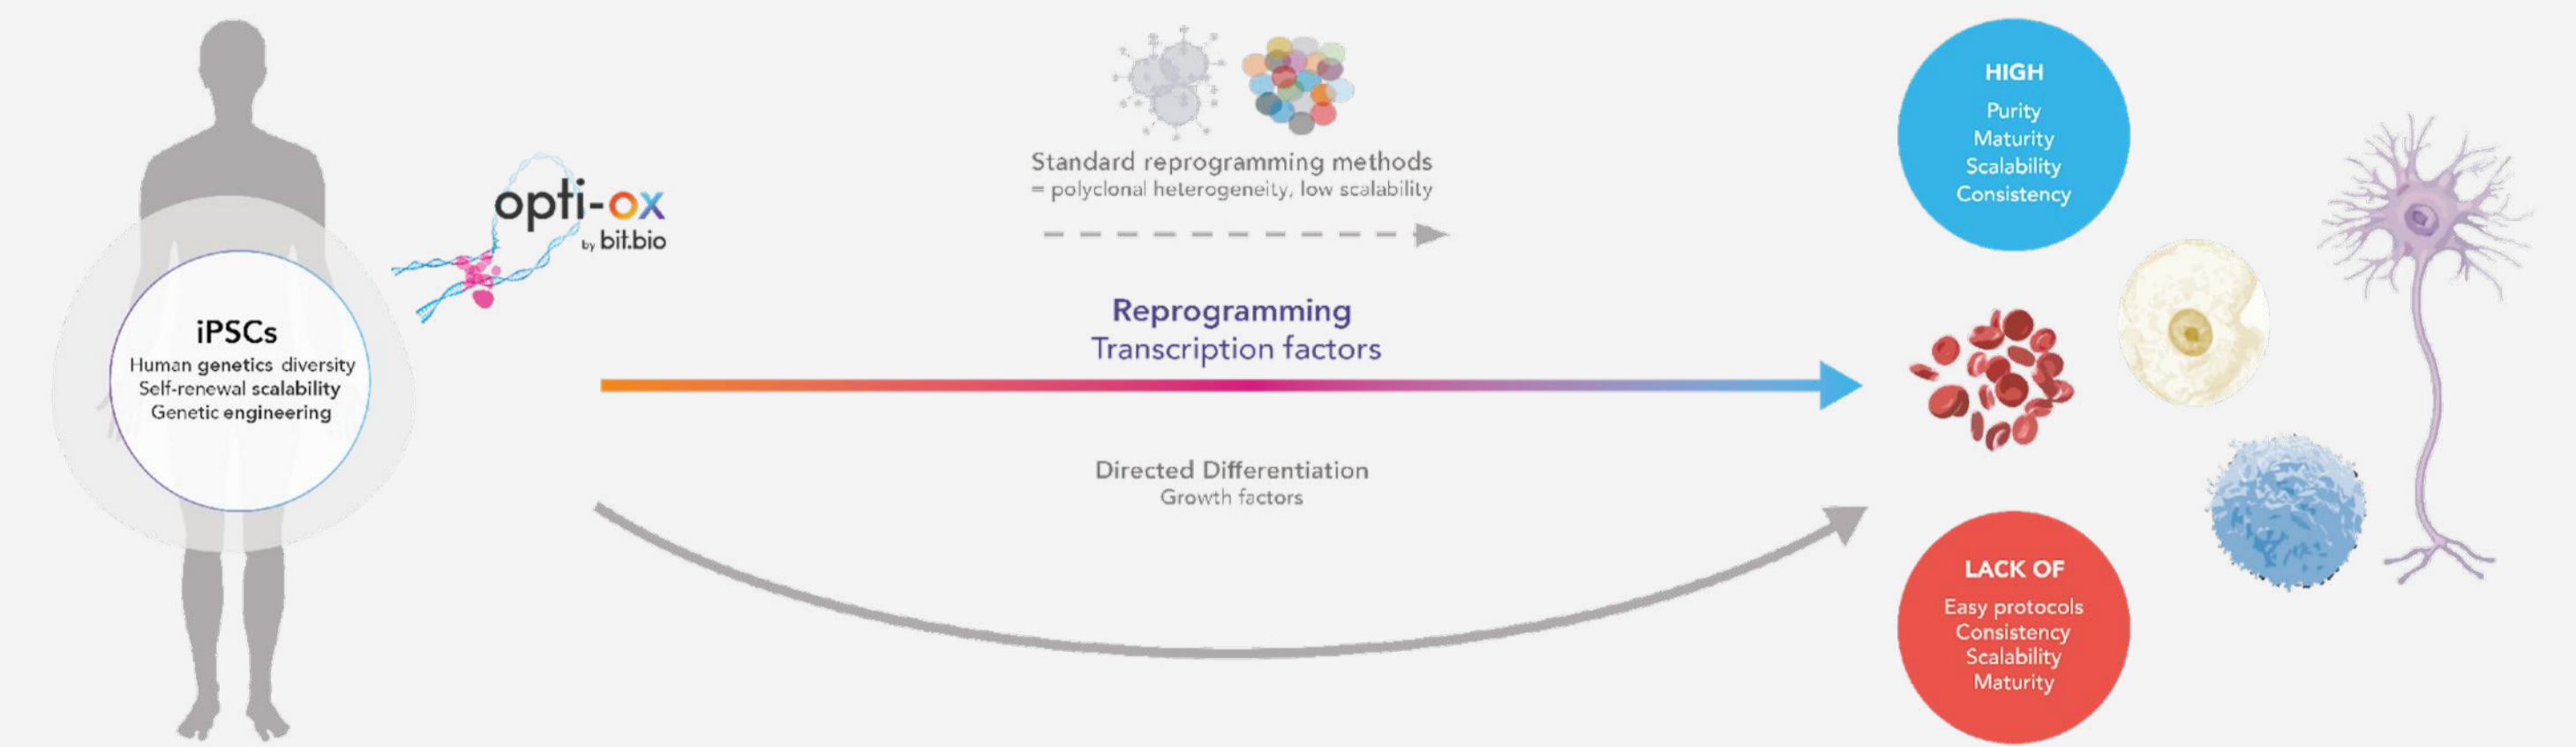 iPSCs
Human genetics diversity
Self-renewal scalability
Genetic engineering
opti-ox
by bit.bio
Standard reprogramming methods
= polyclonal heterogeneity, low scalability
Reprogramming
Transcription factors
Directed Differentiation
Growth factors
HIGH
Purity
Maturity
Scalability
Consistency
LACK OF
Easy protocols
Consistency
Scalability
Maturity